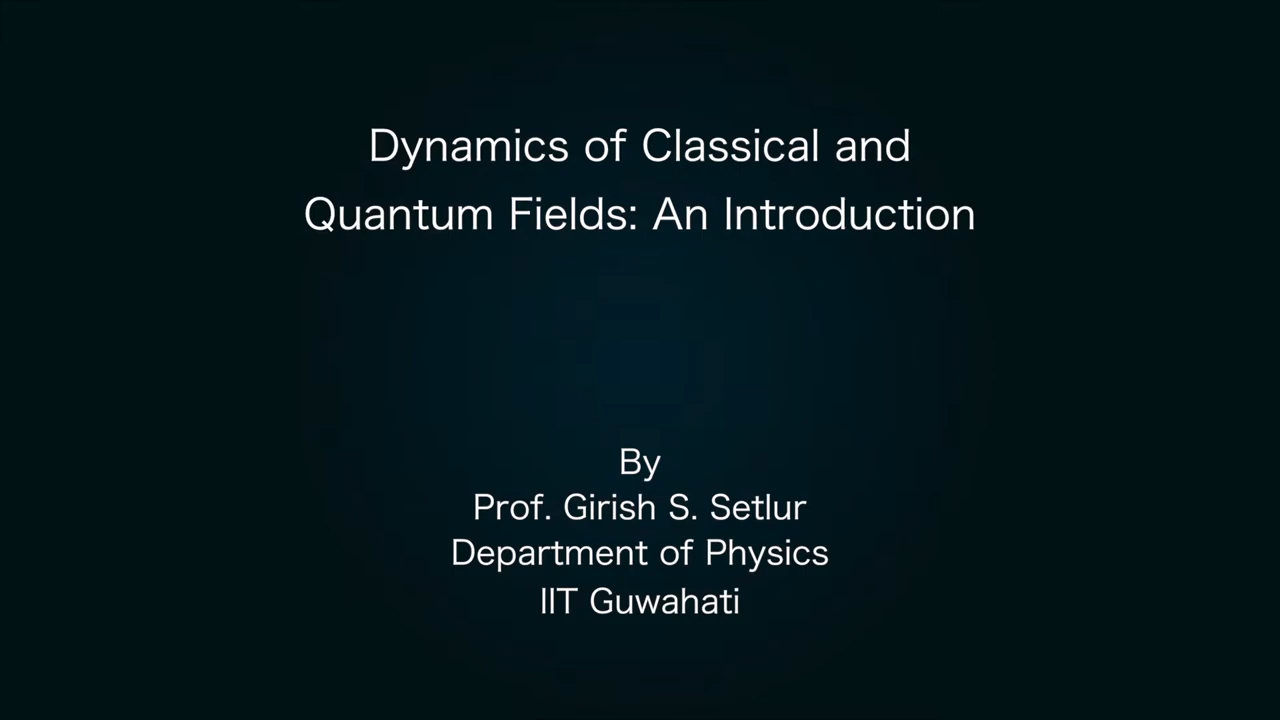 Dynamics of Classical and
Quantum Fields: An Introduction
By
Prof. Girish S. Setlur
Department of Physics
IIT Guwahati